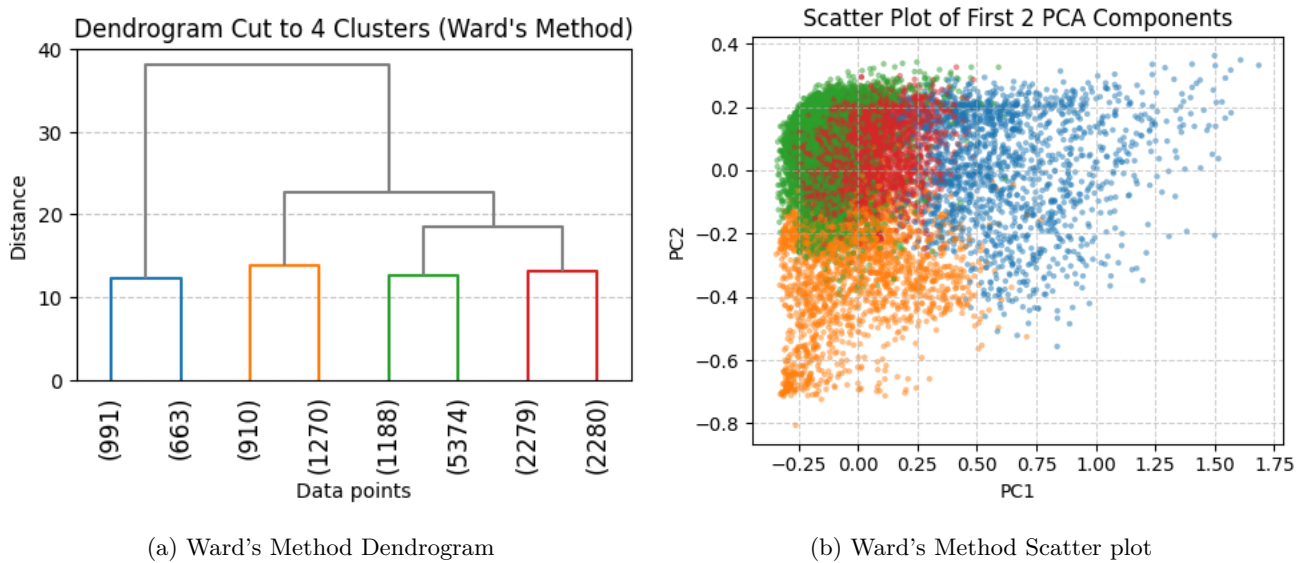 Dendrogram Cut to 4 Clusters (Ward's Method)
40
30
20
10
0
Distance
(991)
(663)
(910)
(1270)
(1188)
(5374)
(2279)
(2280)
Data points
(a) Ward's Method Dendrogram
Scatter Plot of First 2 PCA Components
0.4
0.2
0.0
−0.2
−0.4
−0.6
−0.8
PC2
−0.25 0.00 0.25 0.50 0.75 1.00 1.25 1.50 1.75
PC1
(b) Ward's Method Scatter plot